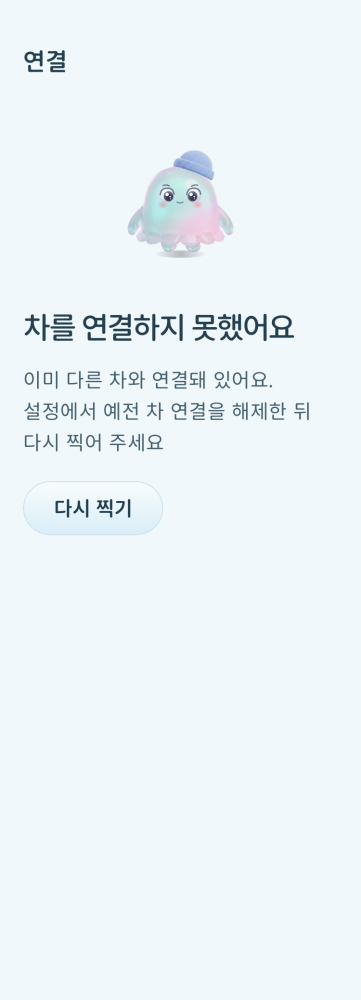 연결
차를 연결하지 못했어요
이미 다른 차와 연결돼 있어요.
설정에서 예전 차 연결을 해제한 뒤
다시 찍어 주세요
다시 찍기